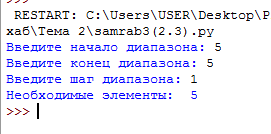 >>>
 RESTART: C:\Users\USER\Desktop\Р
хаб\Тема 2\samrab3(2.3).py
Введите начало диапазона: 5
Введите конец диапазона: 5
Введите шаг диапазона: 1
Необходимые элементы:  5
>>>